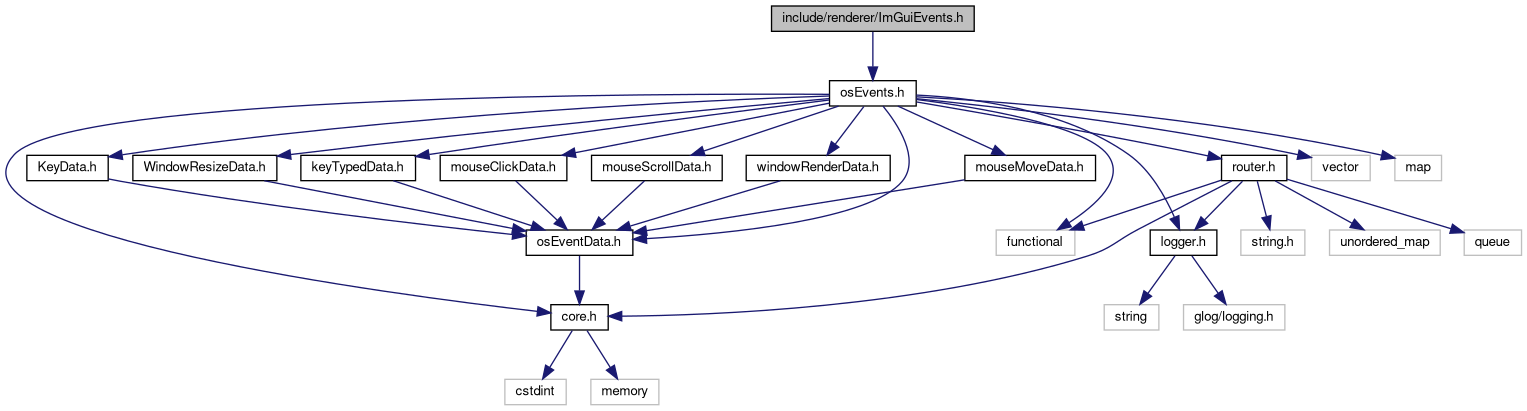 include/renderer/ImGuiEvents.h
osEvents.h
KeyData.h
WindowResizeData.h
keyTypedData.h
mouseClickData.h
mouseScrollData.h
windowRenderData.h
mouseMoveData.h
router.h
vector
map
osEventData.h
functional
logger.h
string.h
unordered_map
queue
core.h
string
glog/logging.h
cstdint
memory